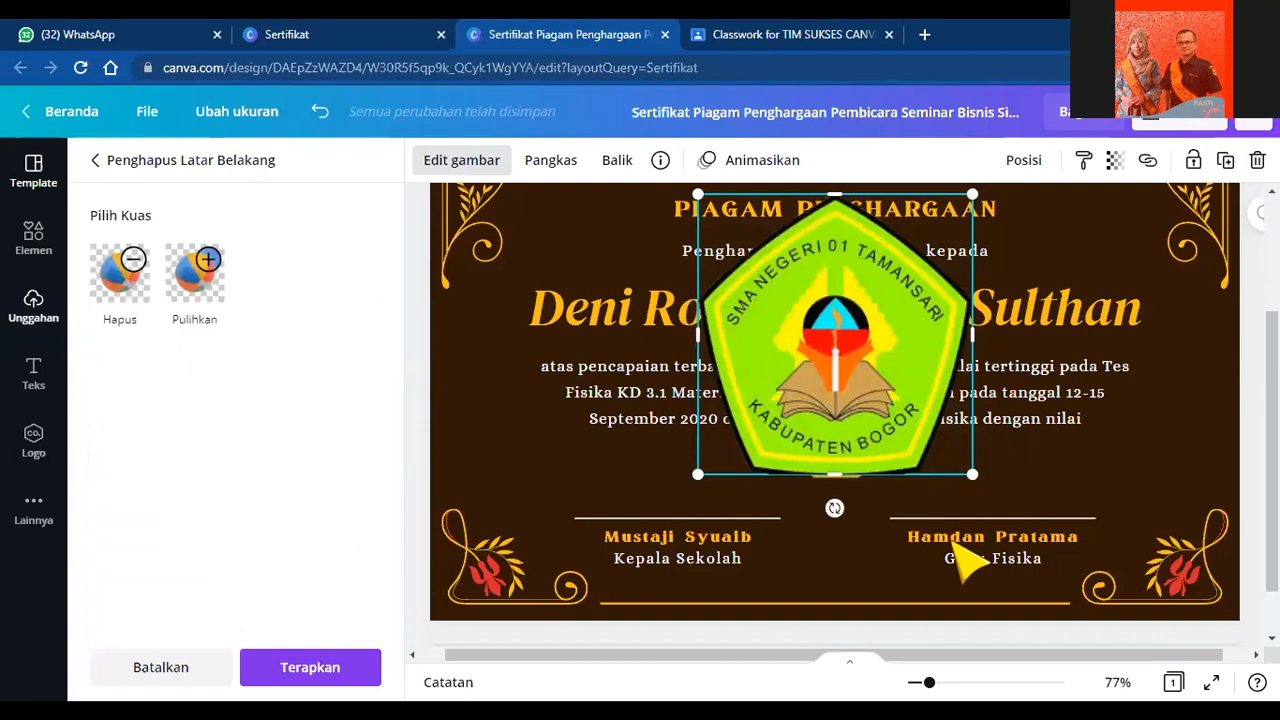 (32) WhatsApp
Sertifikat
Sertifikat Piagam Penghargaan P
Classwork for TIM SUKSES CANV
canva.com/design/DAEpZzWAZD4/W30R5f5qp9k_QCyk1WgYYA/edit?layoutQuery=Sertifikat
PASTI
Beranda
File
Ubah ukuran
Semua perubahan telah disimpan
Sertifikat Piagam Penghargaan Pembicara Seminar Bisnis Si...
Template
Elemen
Unggahan
Teks
co.
Logo
Lainnya
Penghapus Latar Belakang
Pilih Kuas
Hapus
Pulihkan
Batalkan
Terapkan
Edit gambar
Pangkas
Balik
Animasikan
Posisi
PIAGAM PENGHARGAAN
kepada
Deni Ro Sulthan
SMA NEGERI 01 TAMANSARI
KABUPATEN BOGOR
atas pencapaian terba lai tertinggi pada Tes
Fisika KD 3.1 Mater pada tanggal 12-15
September 2020 isika dengan nilai
Mustaji Syuaib
Kepala Sekolah
Hamdan Pratama
Fisika
Catatan
77%
1